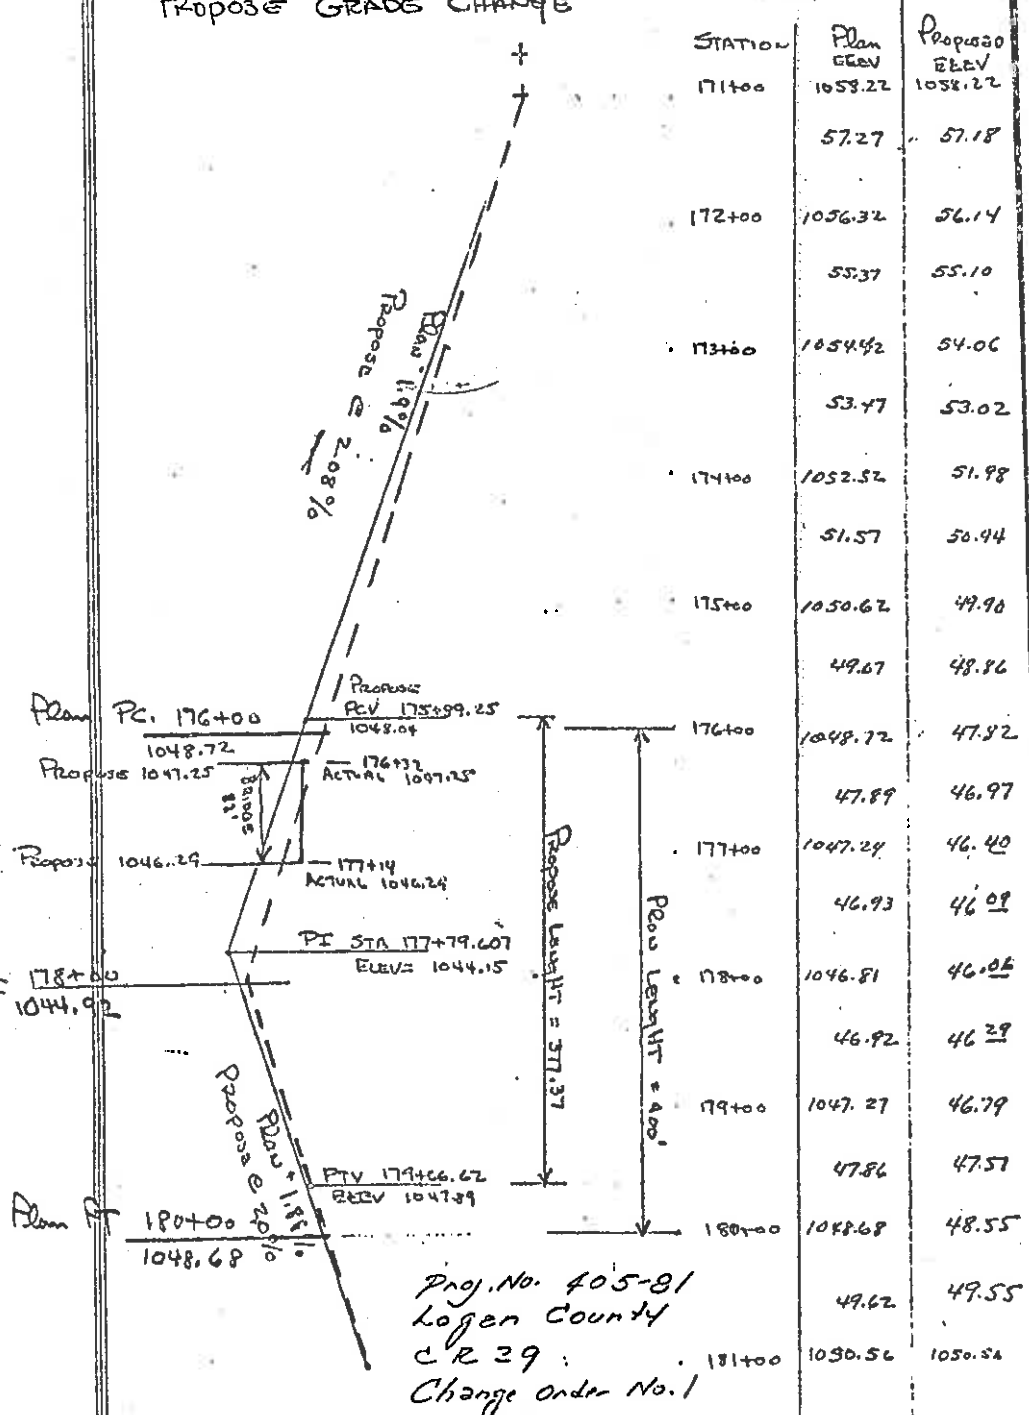 PROPOSE GRADE CHANGE
STATION Plan ELEV Proposed ELEV
171+00 1058.22 1058.22
57.27 57.18
172+00 1056.32 56.14
55.37 55.10
173+00 1054.42 54.06
53.47 53.02
174+00 1052.52 51.98
51.57 50.94
175+00 1050.62 49.90
49.67 48.86
176+00 1048.72 47.82
47.89 46.97
177+00 1047.24 46.40
46.93 46.09
178+00 1046.81 46.06
46.92 46.29
179+00 1047.27 46.79
47.86 47.57
180+00 1048.68 48.55
49.62 49.55
181+00 1050.56 1050.56
Plan 1.9%
Propose @ 2.08%
Plan PC. 176+00
1048.72
PROPOSE
PCV 175+89.25
1048.04
PROPOSE 1047.25
176+32
ACTUAL 1047.25
BRIDGE
82'
Propose 1046.29
177+14
ACTUAL 1046.24
PI STA 177+79.607
ELEV= 1044.15
178+00
1044.92
Propose LENGHT = 377.37
PLAN LENGHT = 400'
PLAN + 1.88%
PROPOSE @ 2.0%
PTV 179+66.62
ELEV 1047.89
Plan PT 180+00
1048.68
Proj. No. 405-81
Logan County
CR 29
Change Order No. 1